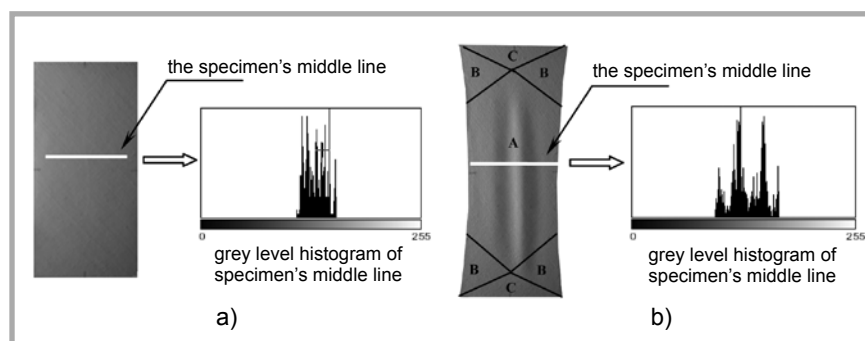 the specimen's middle line
0
255
grey level histogram of
specimen's middle line
a)
C
B
B
A
B
B
C
the specimen's middle line
0
255
grey level histogram of
specimen's middle line
b)